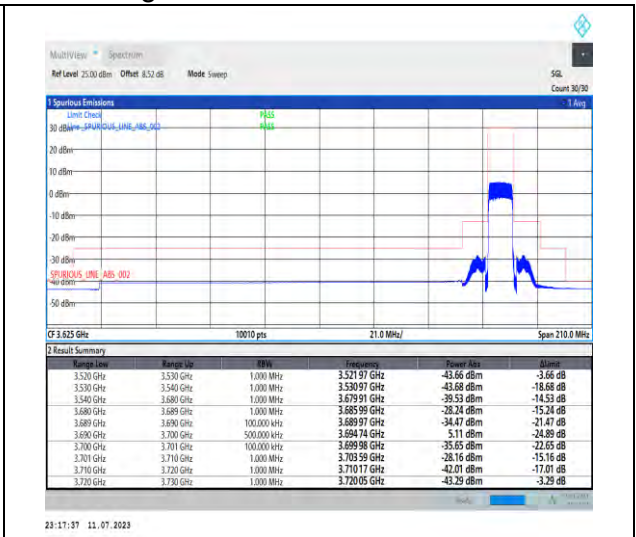 MultiView Spectrum
Ref Level 25.00 dBm Offset 8.52 dB Mode Sweep SGL
Count 30/30
1 Spurious Emissions 1 Avg
Limit Check PASS
30 dBm Line _SPURIOUS_LINE_ABS_002 PASS
20 dBm
10 dBm
0 dBm
-10 dBm
-20 dBm
-30 dBm
SPURIOUS_LINE_ABS_002
-40 dBm
-50 dBm
CF 3.625 GHz 10010 pts 21.0 MHz/ Span 210.0 MHz
2 Result Summary
Range Low Range Up RBW Frequency Power Abs ΔLimit
3.520 GHz 3.530 GHz 1.000 MHz 3.521 97 GHz -43.66 dBm -3.66 dB
3.530 GHz 3.540 GHz 1.000 MHz 3.530 97 GHz -43.68 dBm -18.68 dB
3.540 GHz 3.680 GHz 1.000 MHz 3.679 91 GHz -39.53 dBm -14.53 dB
3.680 GHz 3.689 GHz 1.000 MHz 3.685 99 GHz -28.24 dBm -15.24 dB
3.689 GHz 3.690 GHz 100.000 kHz 3.689 97 GHz -34.47 dBm -21.47 dB
3.690 GHz 3.700 GHz 500.000 kHz 3.694 74 GHz 5.11 dBm -24.89 dB
3.700 GHz 3.701 GHz 100.000 kHz 3.699 98 GHz -35.65 dBm -22.65 dB
3.701 GHz 3.710 GHz 1.000 MHz 3.703 59 GHz -28.16 dBm -15.16 dB
3.710 GHz 3.720 GHz 1.000 MHz 3.710 17 GHz -42.01 dBm -17.01 dB
3.720 GHz 3.730 GHz 1.000 MHz 3.720 05 GHz -43.29 dBm -3.29 dB
23:17:37 11.07.2023